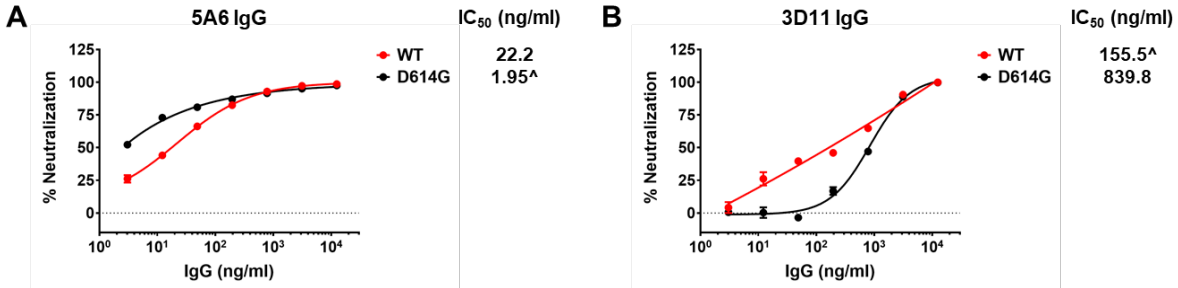 A
5A6 IgG
IC50 (ng/ml)
WT 22.2
D614G 1.95^
% Neutralization
125
100
75
50
25
0
10^0 10^1 10^2 10^3 10^4
IgG (ng/ml)
B
3D11 IgG
IC50 (ng/ml)
WT 155.5^
D614G 839.8
% Neutralization
125
100
75
50
25
0
10^0 10^1 10^2 10^3 10^4
IgG (ng/ml)